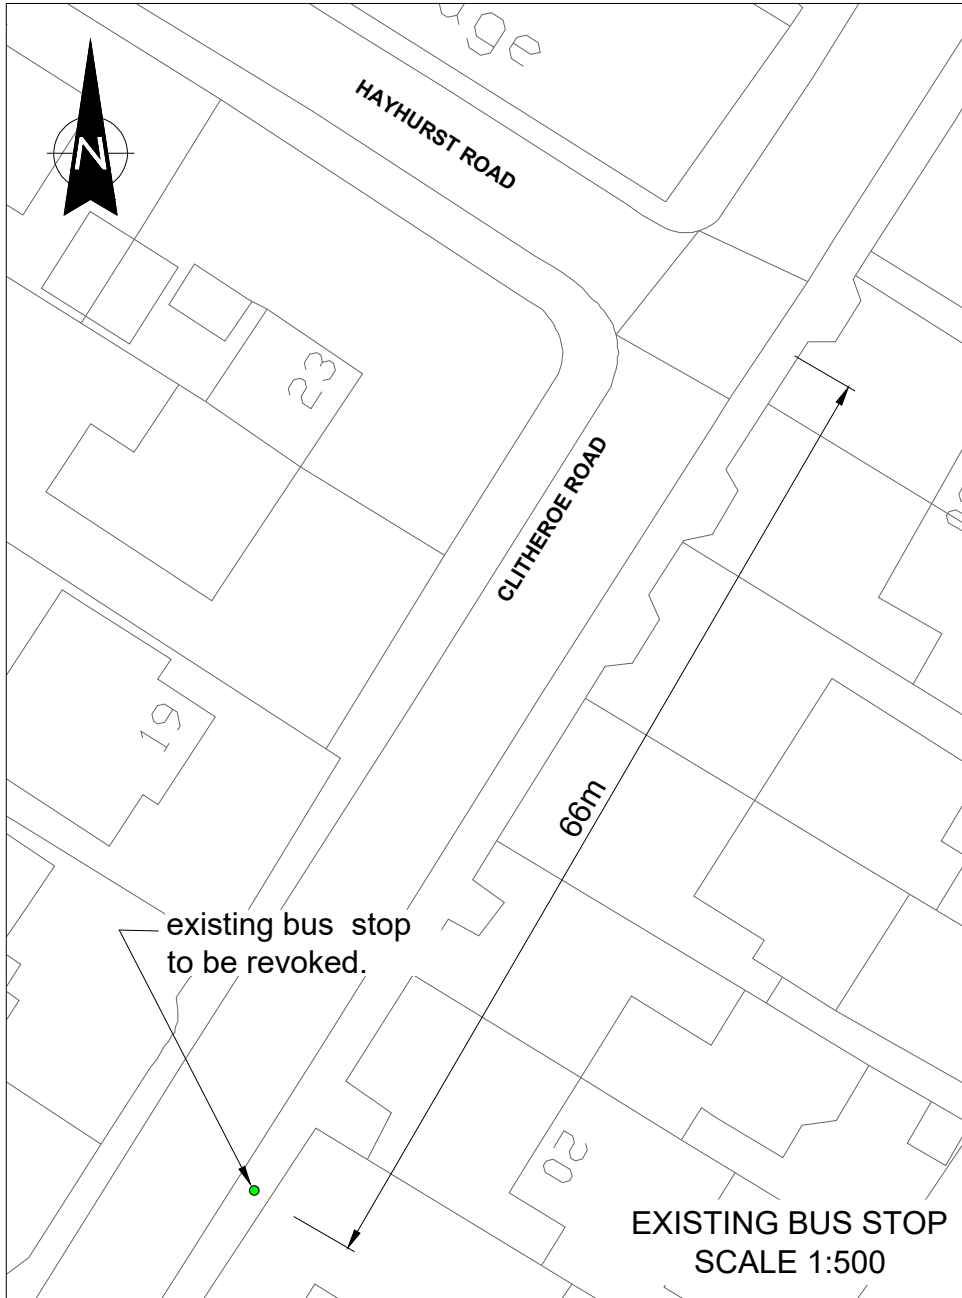 HAYHURST ROAD
N
23
CLITHEROE ROAD
19
66m
existing bus stop
to be revoked.
20
EXISTING BUS STOP
SCALE 1:500